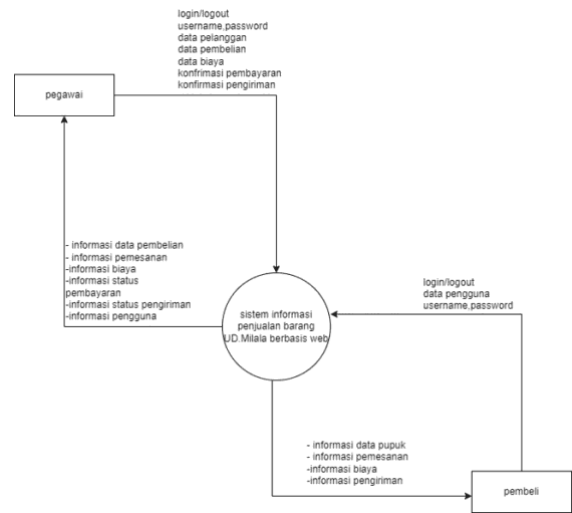 login/logout
username,password
data pelanggan
data pembelian
data biaya
konfrimasi pembayaran
konfirmasi pengiriman
pegawai
- informasi data pembelian
- informasi pemesanan
-informasi biaya
-informasi status
pembayaran
-informasi status pengiriman
-informasi pengguna
sistem informasi
penjualan barang
UD.Milala berbasis web
login/logout
data pengguna
username,password
- informasi data pupuk
- informasi pemesanan
-informasi biaya
-informasi pengiriman
pembeli